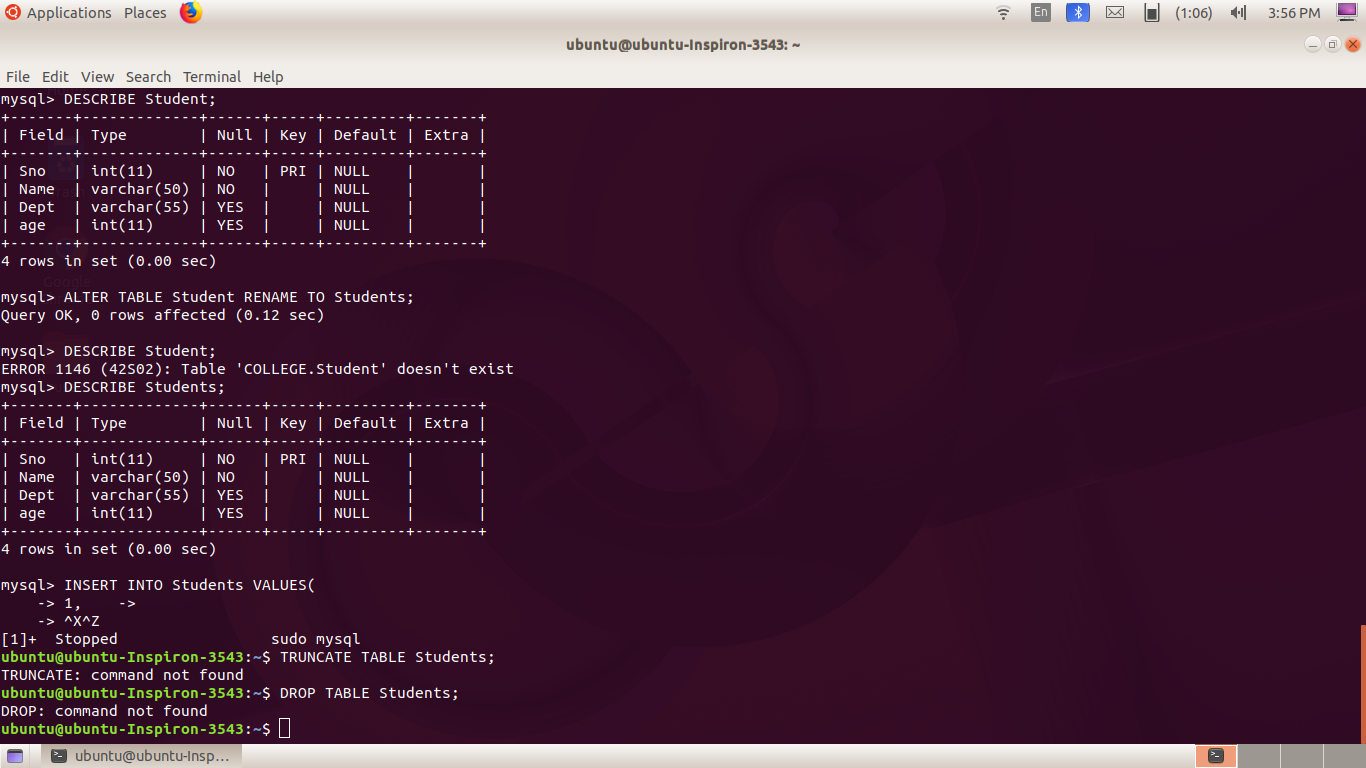 Applications Places En (1:06) 3:56 PM
ubuntu@ubuntu-Inspiron-3543: ~
File Edit View Search Terminal Help
mysql> DESCRIBE Student;
+-------+-------------+------+-----+---------+-------+
| Field | Type        | Null | Key | Default | Extra |
+-------+-------------+------+-----+---------+-------+
| Sno   | int(11)     | NO   | PRI | NULL    |       |
| Name  | varchar(50) | NO   |     | NULL    |       |
| Dept  | varchar(55) | YES  |     | NULL    |       |
| age   | int(11)     | YES  |     | NULL    |       |
+-------+-------------+------+-----+---------+-------+
4 rows in set (0.00 sec)
mysql> ALTER TABLE Student RENAME TO Students;
Query OK, 0 rows affected (0.12 sec)
mysql> DESCRIBE Student;
ERROR 1146 (42S02): Table 'COLLEGE.Student' doesn't exist
mysql> DESCRIBE Students;
+-------+-------------+------+-----+---------+-------+
| Field | Type        | Null | Key | Default | Extra |
+-------+-------------+------+-----+---------+-------+
| Sno   | int(11)     | NO   | PRI | NULL    |       |
| Name  | varchar(50) | NO   |     | NULL    |       |
| Dept  | varchar(55) | YES  |     | NULL    |       |
| age   | int(11)     | YES  |     | NULL    |       |
+-------+-------------+------+-----+---------+-------+
4 rows in set (0.00 sec)
mysql> INSERT INTO Students VALUES(
    -> 1,    ->
    -> ^X^Z
[1]+  Stopped                 sudo mysql
ubuntu@ubuntu-Inspiron-3543:~$ TRUNCATE TABLE Students;
TRUNCATE: command not found
ubuntu@ubuntu-Inspiron-3543:~$ DROP TABLE Students;
DROP: command not found
ubuntu@ubuntu-Inspiron-3543:~$
ubuntu@ubuntu-Insp...